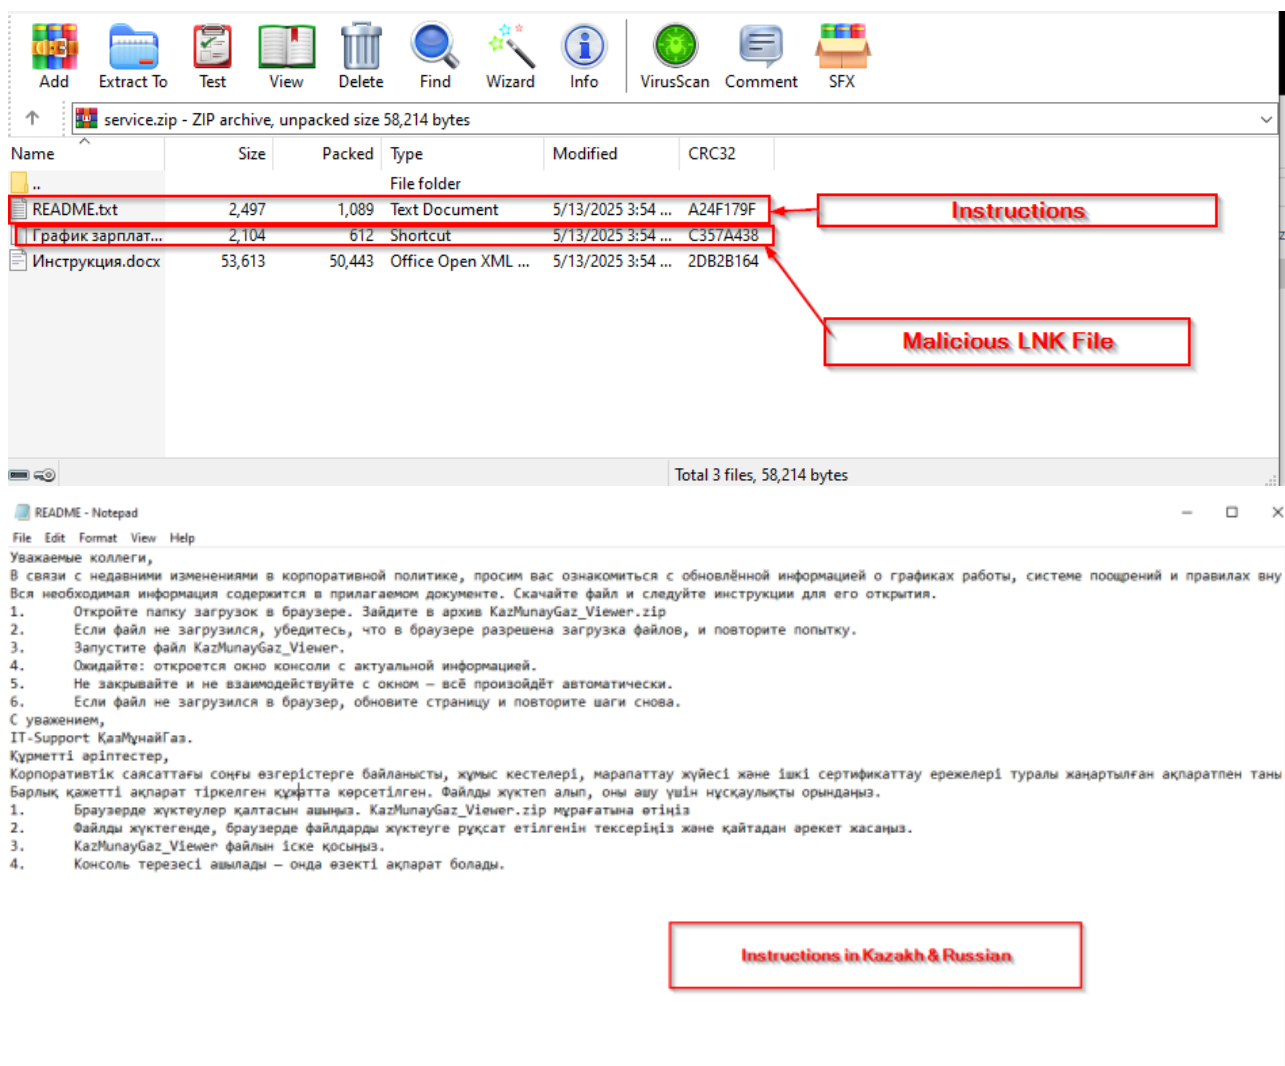 Add Extract To Test View Delete Find Wizard Info VirusScan Comment SFX
service.zip - ZIP archive, unpacked size 58,214 bytes
Name Size Packed Type Modified CRC32
.. File folder
README.txt 2,497 1,089 Text Document 5/13/2025 3:54 ... A24F179F
График зарплат... 2,104 612 Shortcut 5/13/2025 3:54 ... C357A438
Инструкция.docx 53,613 50,443 Office Open XML ... 5/13/2025 3:54 ... 2DB2B164
Instructions
Malicious LNK File
Total 3 files, 58,214 bytes
README - Notepad
File Edit Format View Help
Уважаемые коллеги,
В связи с недавними изменениями в корпоративной политике, просим вас ознакомиться с обновлённой информацией о графиках работы, системе поощрений и правилах вну
Вся необходимая информация содержится в прилагаемом документе. Скачайте файл и следуйте инструкции для его открытия.
1. Откройте папку загрузок в браузере. Зайдите в архив KazMunayGaz_Viewer.zip
2. Если файл не загрузился, убедитесь, что в браузере разрешена загрузка файлов, и повторите попытку.
3. Запустите файл KazMunayGaz_Viewer.
4. Ожидайте: откроется окно консоли с актуальной информацией.
5. Не закрывайте и не взаимодействуйте с окном — всё произойдёт автоматически.
6. Если файл не загрузился в браузер, обновите страницу и повторите шаги снова.
С уважением,
IT-Support ҚазМұнайГаз.
Құрметті әріптестер,
Корпоративтік саясаттағы соңғы өзгерістерге байланысты, жұмыс кестелері, марапаттау жүйесі және ішкі сертификаттау ережелері туралы жаңартылған ақпаратпен таны
Барлық қажетті ақпарат тіркелген құжатта көрсетілген. Файлды жүктеп алып, оны ашу үшін нұсқаулықты орындаңыз.
1. Браузерде жүктеулер қалтасын ашыңыз. KazMunayGaz_Viewer.zip мұрағатына өтіңіз
2. Файлды жүктегенде, браузерде файлдарды жүктеуге рұқсат етілгенін тексеріңіз және қайтадан әрекет жасаңыз.
3. KazMunayGaz_Viewer файлын іске қосыңыз.
4. Консоль терезесі ашылады — онда өзекті ақпарат болады.
Instructions in Kazakh & Russian